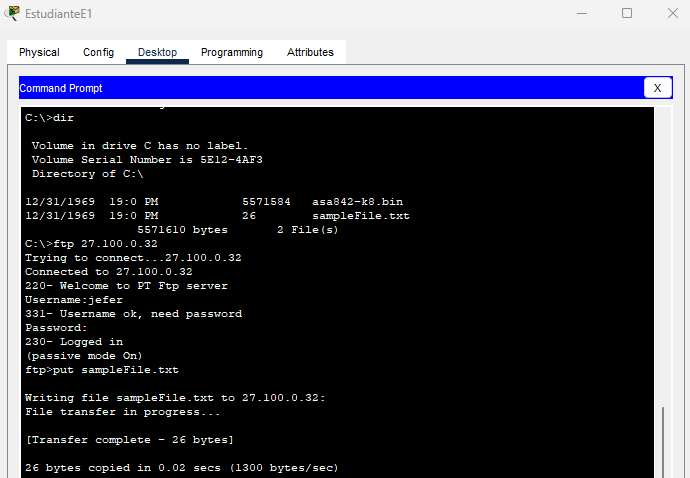 EstudianteE1
Physical Config Desktop Programming Attributes
Command Prompt X
C:\>dir
Volume in drive C has no label.
Volume Serial Number is 5E12-4AF3
Directory of C:\
12/31/1969 19:0 PM 5571584 asa842-k8.bin
12/31/1969 19:0 PM 26 sampleFile.txt
5571610 bytes 2 File(s)
C:\>ftp 27.100.0.32
Trying to connect...27.100.0.32
Connected to 27.100.0.32
220- Welcome to PT Ftp server
Username:jefer
331- Username ok, need password
Password:
230- Logged in
(passive mode On)
ftp>put sampleFile.txt
Writing file sampleFile.txt to 27.100.0.32:
File transfer in progress...
[Transfer complete - 26 bytes]
26 bytes copied in 0.02 secs (1300 bytes/sec)